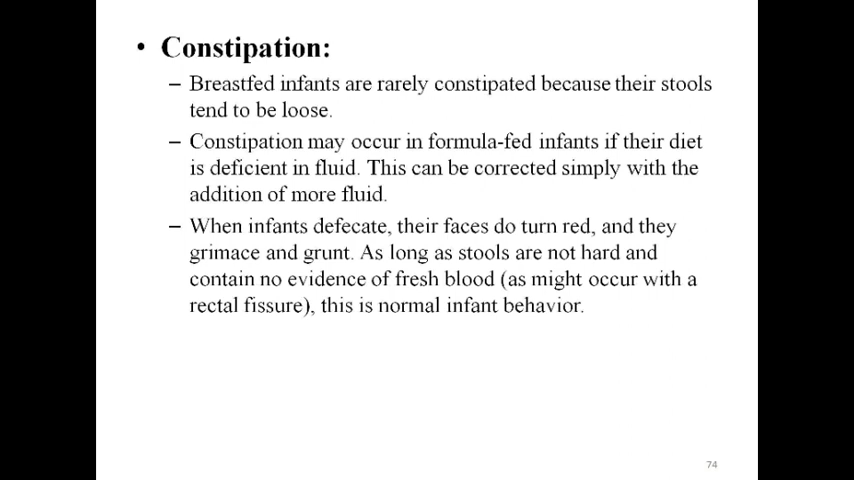 • Constipation:
– Breastfed infants are rarely constipated because their stools
tend to be loose.
– Constipation may occur in formula-fed infants if their diet
is deficient in fluid. This can be corrected simply with the
addition of more fluid.
– When infants defecate, their faces do turn red, and they
grimace and grunt. As long as stools are not hard and
contain no evidence of fresh blood (as might occur with a
rectal fissure), this is normal infant behavior.
74